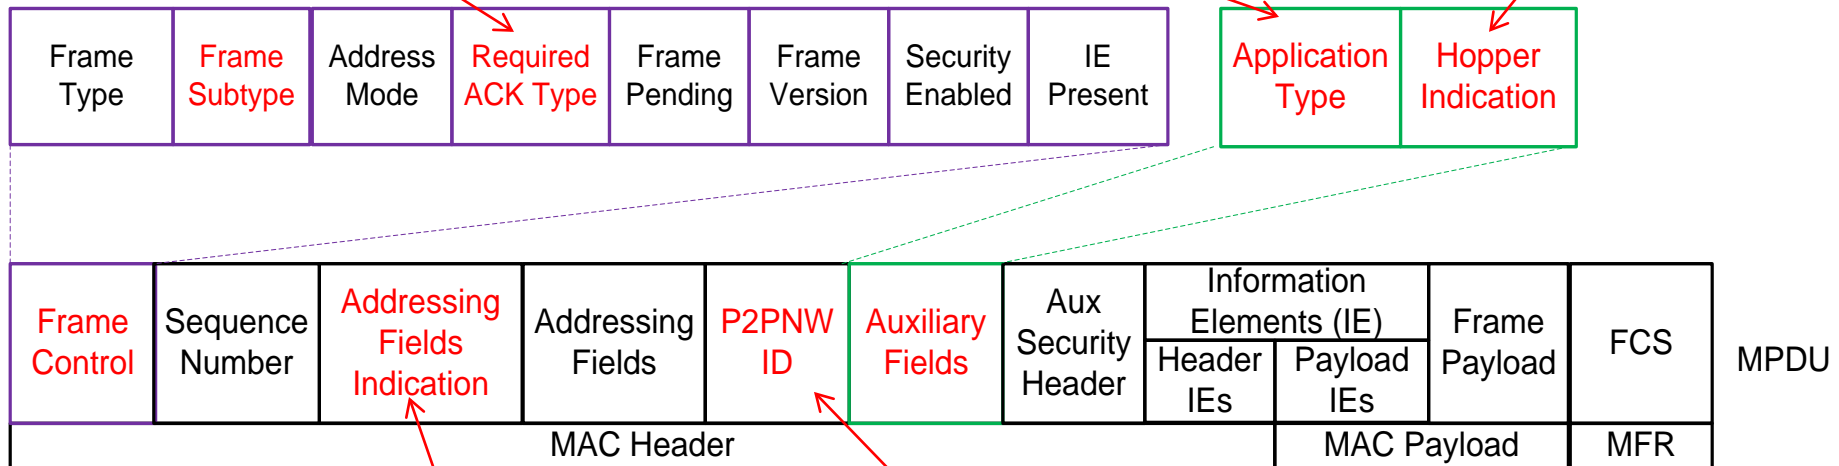 Frame Type
Frame Subtype
Address Mode
Required ACK Type
Frame Pending
Frame Version
Security Enabled
IE Present
Application Type
Hopper Indication
Frame Control
Sequence Number
Addressing Fields Indication
Addressing Fields
P2PNW ID
Auxiliary Fields
Aux Security Header
Information Elements (IE)
Header IEs
Payload IEs
Frame Payload
FCS
MPDU
MAC Header
MAC Payload
MFR